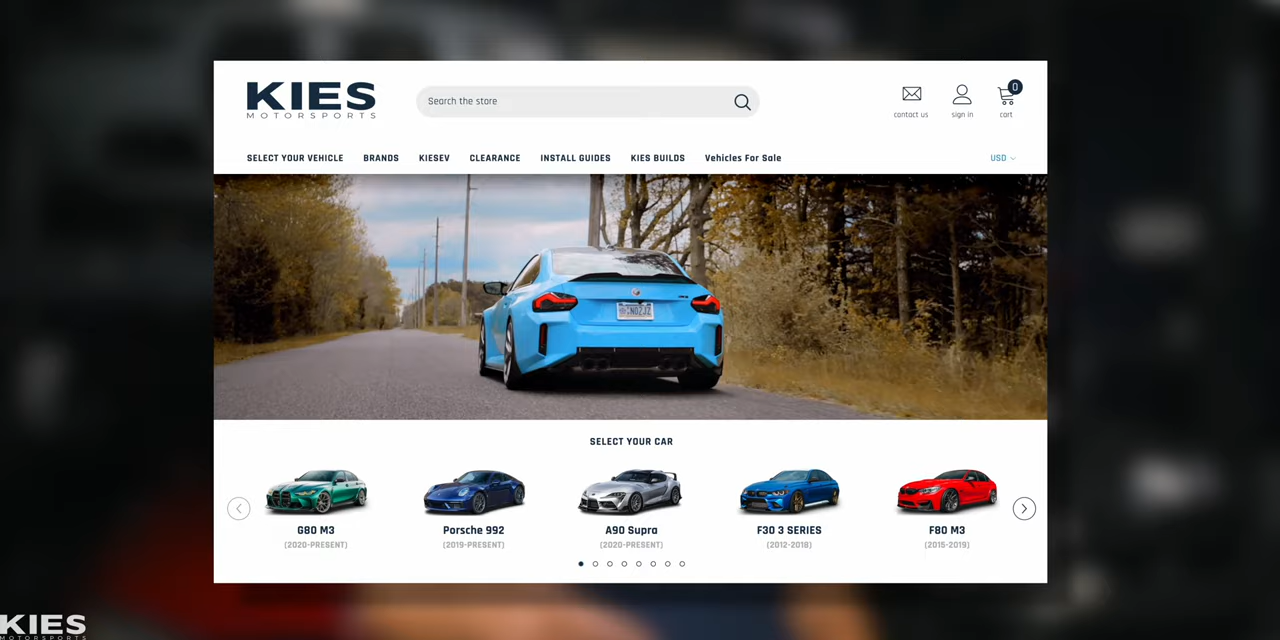 KIES
MOTORSPORTS
Search the store
contact us
sign in
0
cart
SELECT YOUR VEHICLE
BRANDS
KIESEV
CLEARANCE
INSTALL GUIDES
KIES BUILDS
Vehicles For Sale
USD
SELECT YOUR CAR
G80 M3
(2020-PRESENT)
Porsche 992
(2019-PRESENT)
A90 Supra
(2020-PRESENT)
F30 3 SERIES
(2012-2018)
F80 M3
(2015-2019)
KIES
MOTORSPORTS